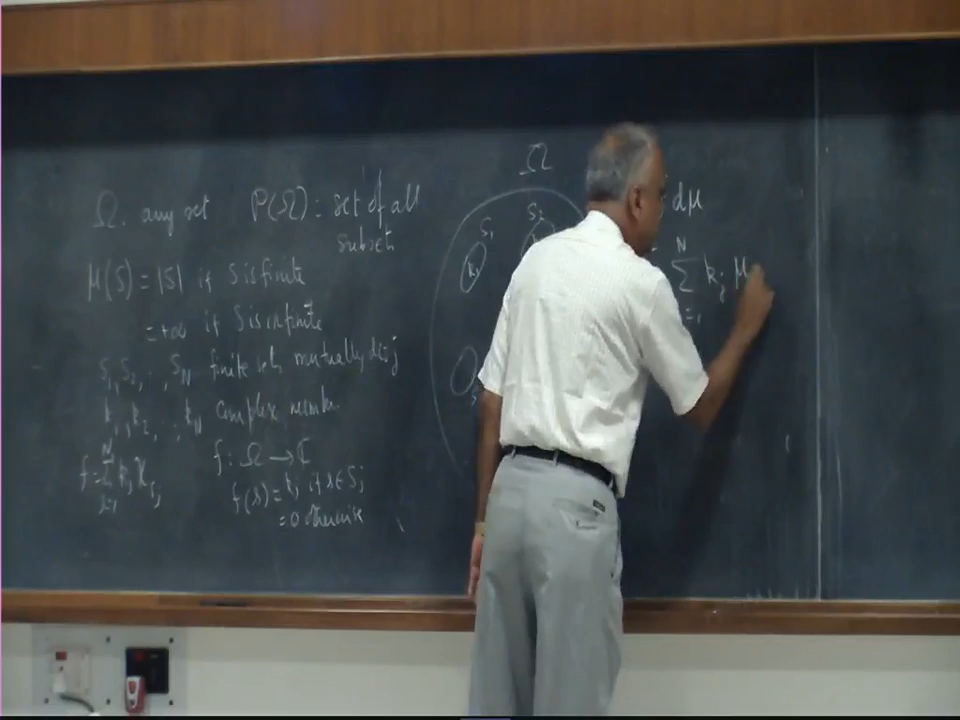 Ω. any set P(Ω): set of all
subset
μ(S) = |S| if S is finite
= +∞ if S is infinite
S₁, S₂, .., S_N finite sets mutually disj
k₁, k₂, .., k_N complex number
f: Ω → ℂ
f = Σ_{j=1}^{N} k_j χ_{S_j}
f(s) = k_j if s ∈ S_j
= 0 otherwise
Ω
S₁ S₂
k₁
dμ
N
Σ k_j μ
=1